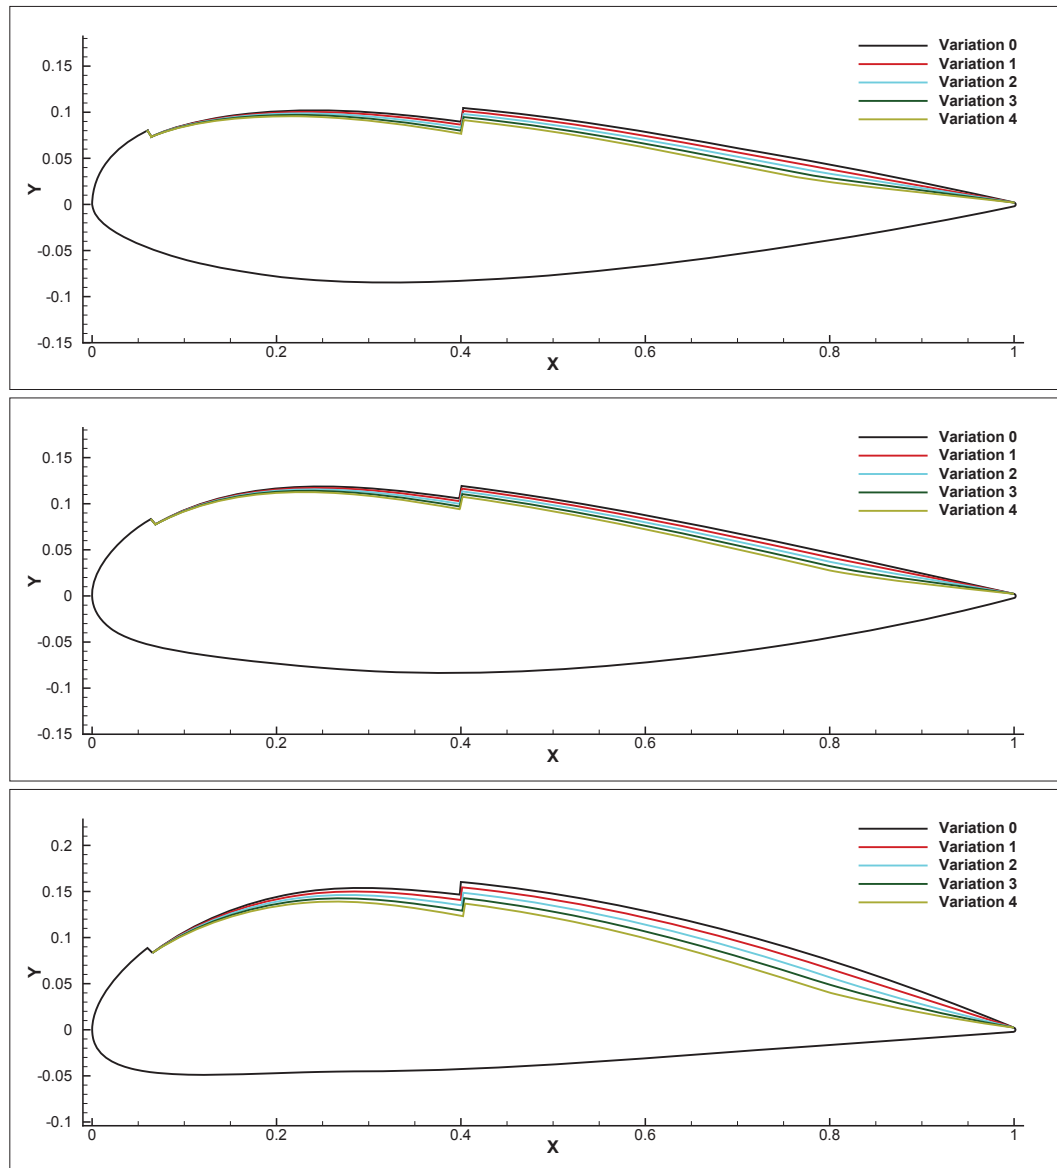 Variation 0
0.15
Variation 1
Variation 2
0.1
Variation 3
Variation 4
0.05
Y
0
-0.05
-0.1
-0.15
0 0.2 0.4 0.6 0.8 1
X
Variation 0
0.15
Variation 1
Variation 2
0.1
Variation 3
Variation 4
0.05
Y
0
-0.05
-0.1
-0.15
0 0.2 0.4 0.6 0.8 1
X
Variation 0
0.2
Variation 1
Variation 2
0.15
Variation 3
Variation 4
0.1
0.05
Y
0
-0.05
-0.1
0 0.2 0.4 0.6 0.8 1
X